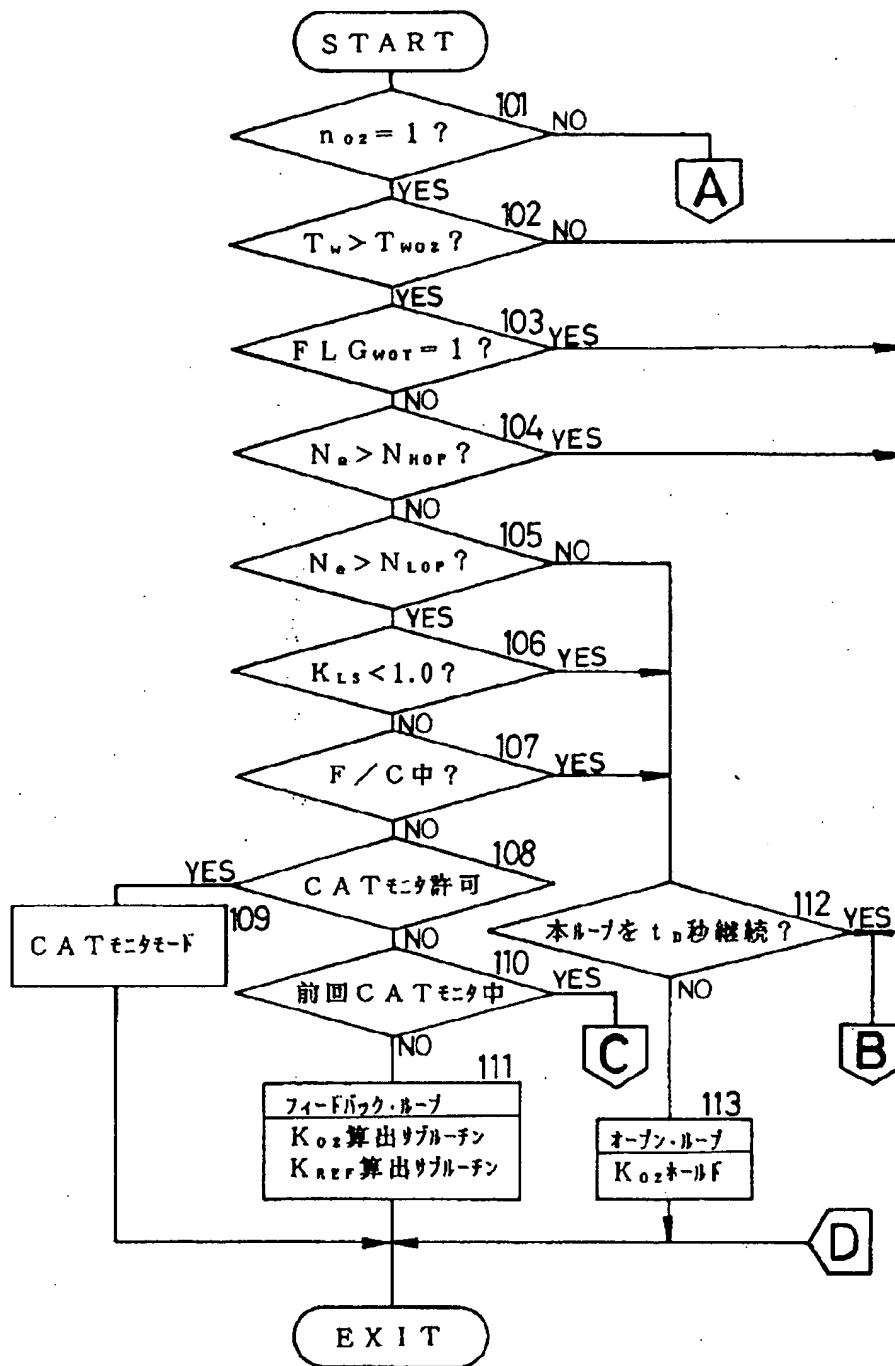 START
101
n₀₂=1?
NO
A
YES
102
Tw>Two₂?
NO
YES
103
FLGWOT=1?
YES
NO
104
Ne>NHOP?
YES
NO
105
Ne>NLOP?
NO
YES
106
KLS<1.0?
YES
NO
107
F/C中?
YES
NO
108
YES
CATモニタ許可
109
CATモニタモード
NO
110
前回CATモニタ中
YES
C
NO
112
本ループをtD秒継続?
YES
B
NO
111
フィードバック・ループ
KO₂算出サブルーチン
KREF算出サブルーチン
113
オープン・ループ
KO₂ホールド
D
EXIT